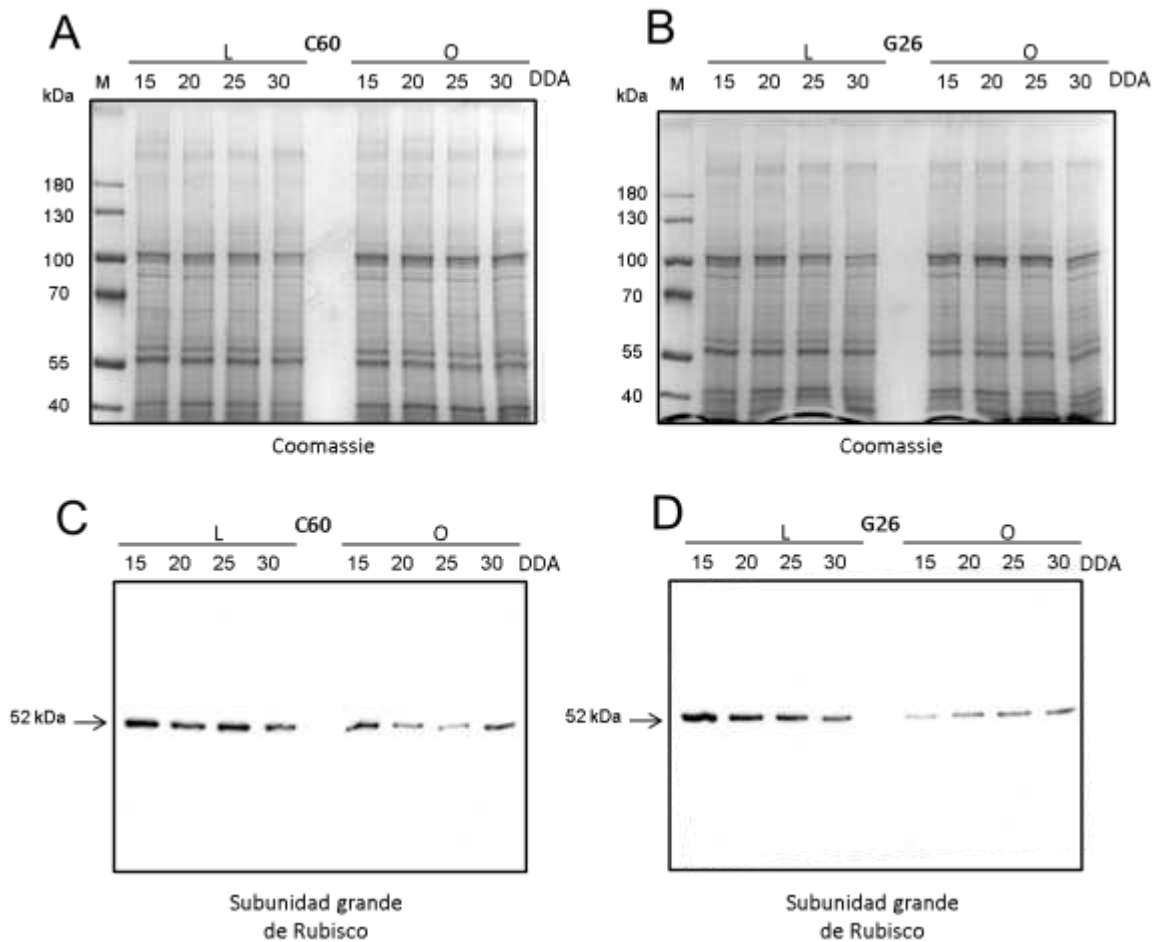 A
L C60 O
M 15 20 25 30 15 20 25 30 DDA
kDa
180
130
100
70
55
40
Coomassie
B
L G26 O
M 15 20 25 30 15 20 25 30 DDA
kDa
180
130
100
70
55
40
Coomassie
C
L C60 O
15 20 25 30 15 20 25 30 DDA
52 kDa
Subunidad grande
de Rubisco
D
L G26 O
15 20 25 30 15 20 25 30 DDA
52 kDa
Subunidad grande
de Rubisco